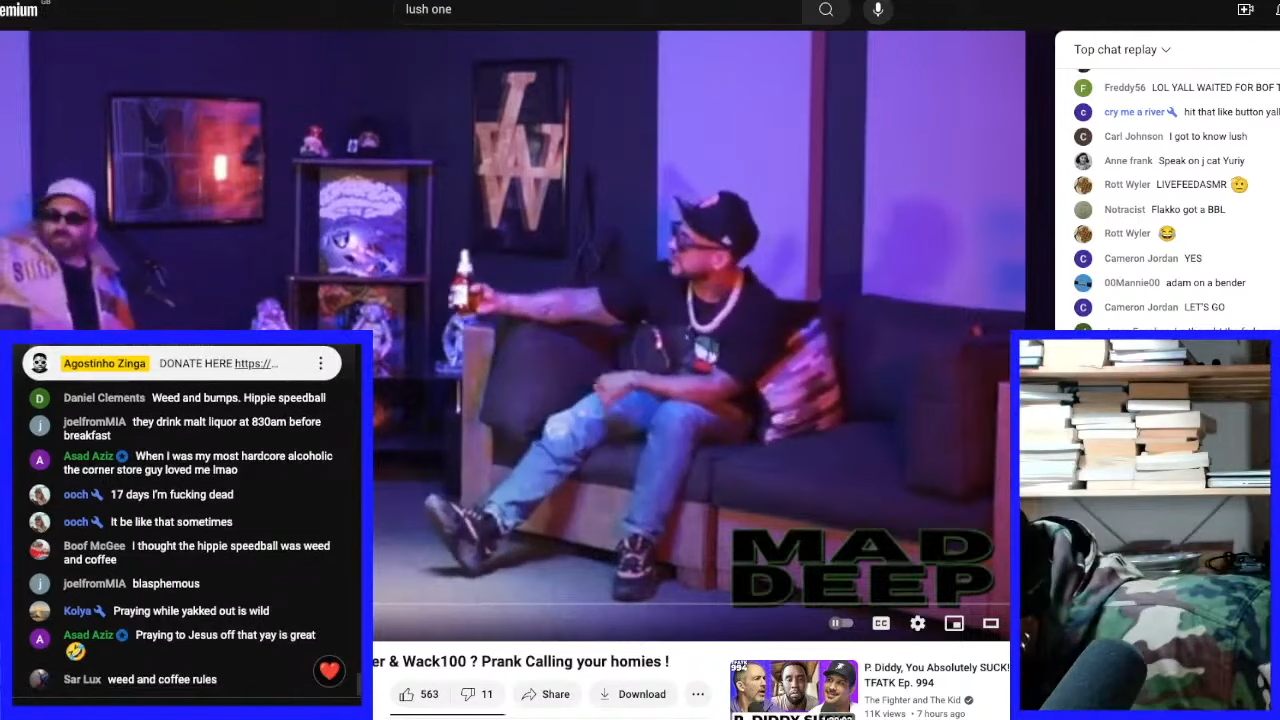 emium GB
lush one
Top chat replay
Freddy56 LOL YALL WAITED FOR BOF T
cry me a river hit that like button yall
Carl Johnson I got to know lush
Anne frank Speak on j cat Yuriy
Rott Wyler LIVEFEEDASMR
Notracist Flakko got a BBL
Rott Wyler
Cameron Jordan YES
00Mannie00 adam on a bender
Cameron Jordan LET'S GO
LAW
MAD
DEEP
Agostinho Zinga DONATE HERE https://...
Daniel Clements Weed and bumps. Hippie speedball
joelfromMIA they drink malt liquor at 830am before
breakfast
Asad Aziz When I was my most hardcore alcoholic
the corner store guy loved me lmao
ooch 17 days I'm fucking dead
ooch It be like that sometimes
Boof McGee I thought the hippie speedball was weed
and coffee
joelfromMIA blasphemous
Kolya Praying while yakked out is wild
Asad Aziz Praying to Jesus off that yay is great
Sar Lux weed and coffee rules
er & Wack100 ? Prank Calling your homies !
563 11 Share Download
FATK
994
P. Diddy, You Absolutely SUCK!
TFATK Ep. 994
The Fighter and The Kid
11K views • 7 hours ago